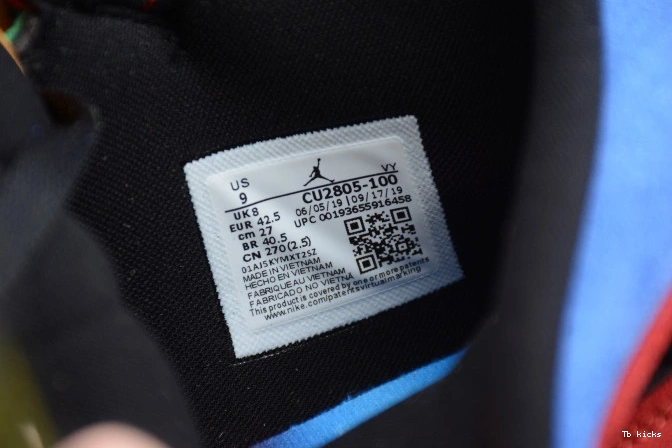 US
9
VY
UK 8
EUR 42.5
cm 27
BR 40.5
CN 270 (2.5)
CU2805-100
06/05/19 | 09/17/19
UPC 00193655916458
01AJ5KYMXT2SZ
MADE IN VIETNAM
HECHO EN VIETNAM
FABRIQUE AU VIETNAM
FABRICADO NO VIETNA
This product is covered by one or more patents
www.nike.com/patentsvirtualmarking
Tb kicks